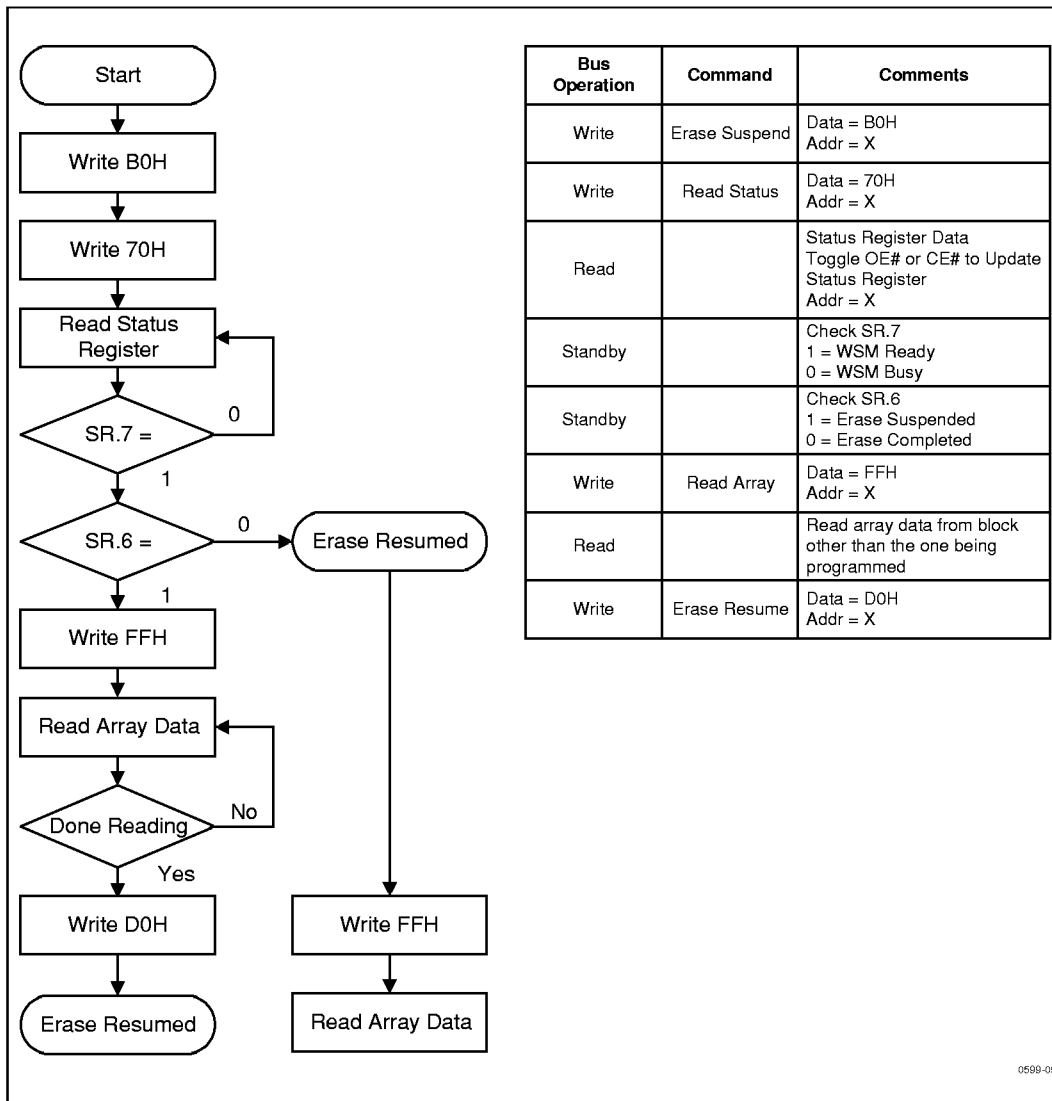 Start
Write B0H
Write 70H
Read Status
Register
0
SR.7 =
1
0
SR.6 =
Erase Resumed
1
Write FFH
Read Array Data
No
Done Reading
Yes
Write D0H
Write FFH
Erase Resumed
Read Array Data
Bus
Operation
Command
Comments
Write
Erase Suspend
Data = B0H
Addr = X
Write
Read Status
Data = 70H
Addr = X
Read
Status Register Data
Toggle OE# or CE# to Update
Status Register
Addr = X
Standby
Check SR.7
1 = WSM Ready
0 = WSM Busy
Standby
Check SR.6
1 = Erase Suspended
0 = Erase Completed
Write
Read Array
Data = FFH
Addr = X
Read
Read array data from block
other than the one being
programmed
Write
Erase Resume
Data = D0H
Addr = X